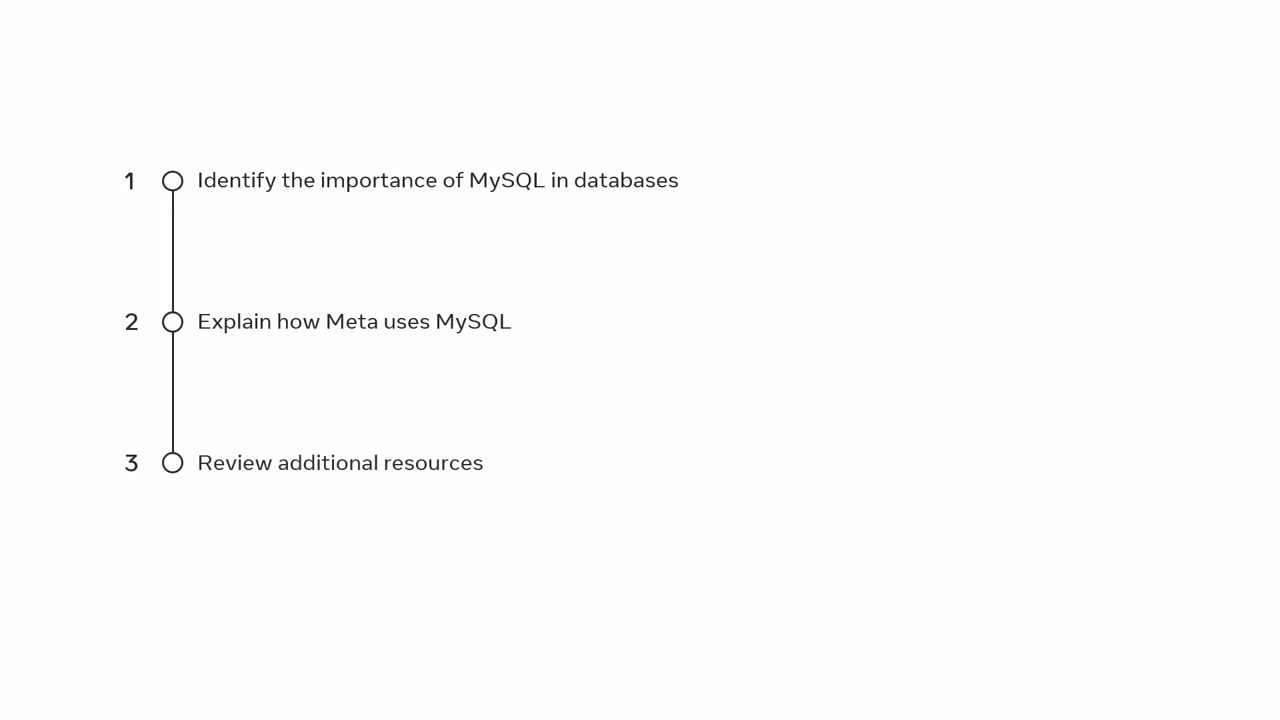 1 Identify the importance of MySQL in databases
2 Explain how Meta uses MySQL
3 Review additional resources